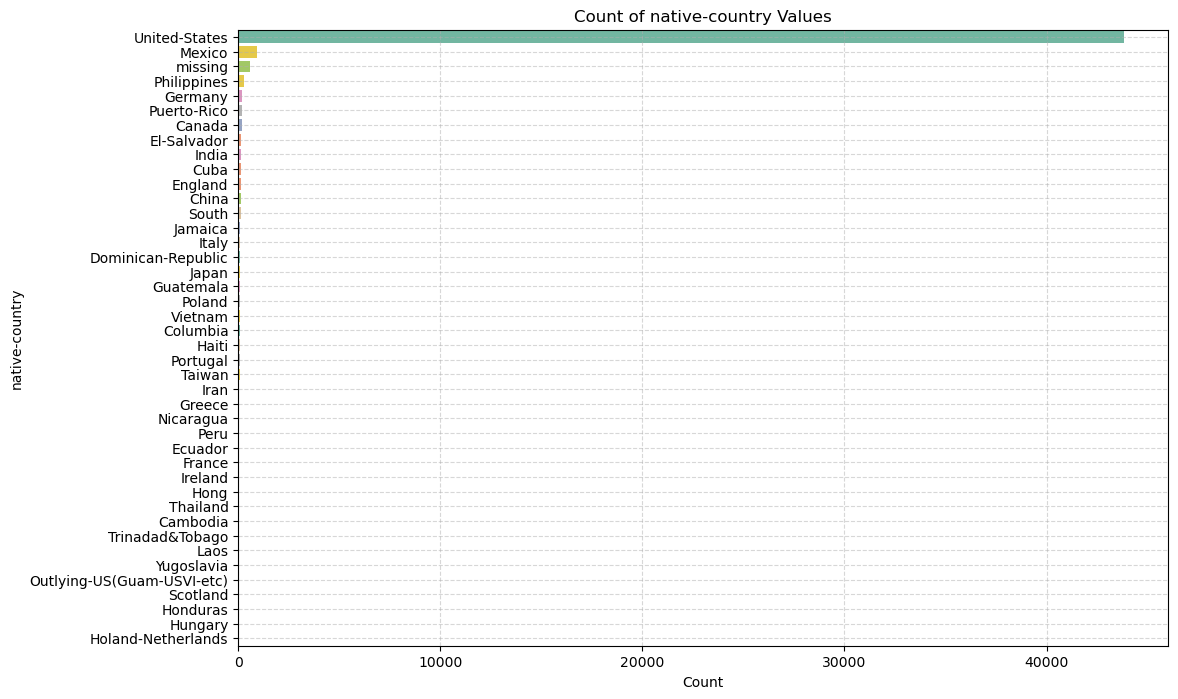 Count of native-country Values
native-country
United-States
Mexico
missing
Philippines
Germany
Puerto-Rico
Canada
El-Salvador
India
Cuba
England
China
South
Jamaica
Italy
Dominican-Republic
Japan
Guatemala
Poland
Vietnam
Columbia
Haiti
Portugal
Taiwan
Iran
Greece
Nicaragua
Peru
Ecuador
France
Ireland
Hong
Thailand
Cambodia
Trinadad&Tobago
Laos
Yugoslavia
Outlying-US(Guam-USVI-etc)
Scotland
Honduras
Hungary
Holand-Netherlands
0 10000 20000 30000 40000
Count